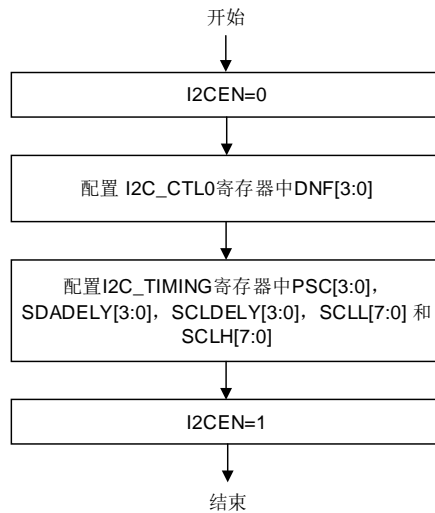 开始
I2CEN=0
配置 I2C_CTL0寄存器中DNF[3:0]
配置I2C_TIMING寄存器中PSC[3:0]，
SDADELY[3:0]，SCLDELY[3:0]，SCLL[7:0] 和
SCLH[7:0]
I2CEN=1
结束